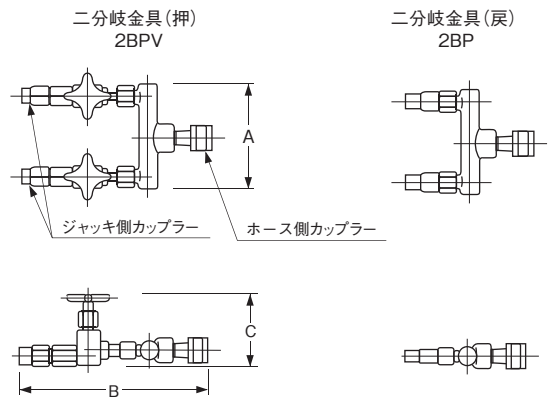 二分岐金具(押)
2BPV
二分岐金具(戻)
2BP
A
ジャッキ側カップラー
ホース側カップラー
C
B